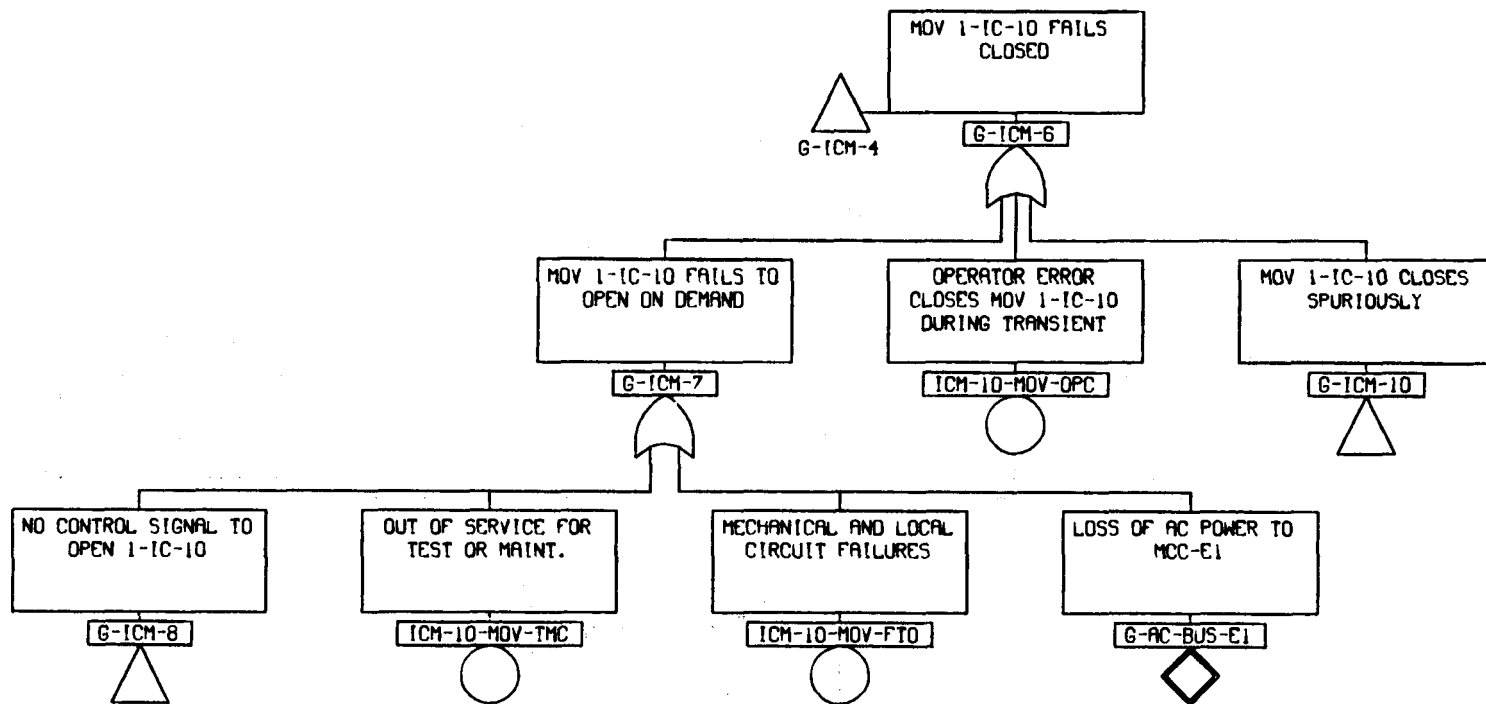 MOV 1-IC-10 FAILS
CLOSED
G-ICM-4
G-ICM-6
MOV 1-IC-10 FAILS TO
OPEN ON DEMAND
OPERATOR ERROR
CLOSES MOV 1-IC-10
DURING TRANSIENT
MOV 1-IC-10 CLOSES
SPURIOUSLY
G-ICM-7
ICM-10-MOV-OPC
G-ICM-10
NO CONTROL SIGNAL TO
OPEN 1-IC-10
OUT OF SERVICE FOR
TEST OR MAINT.
MECHANICAL AND LOCAL
CIRCUIT FAILURES
LOSS OF AC POWER TO
MCC-E1
G-ICM-8
ICM-10-MOV-TMC
ICM-10-MOV-FTO
G-AC-BUS-E1